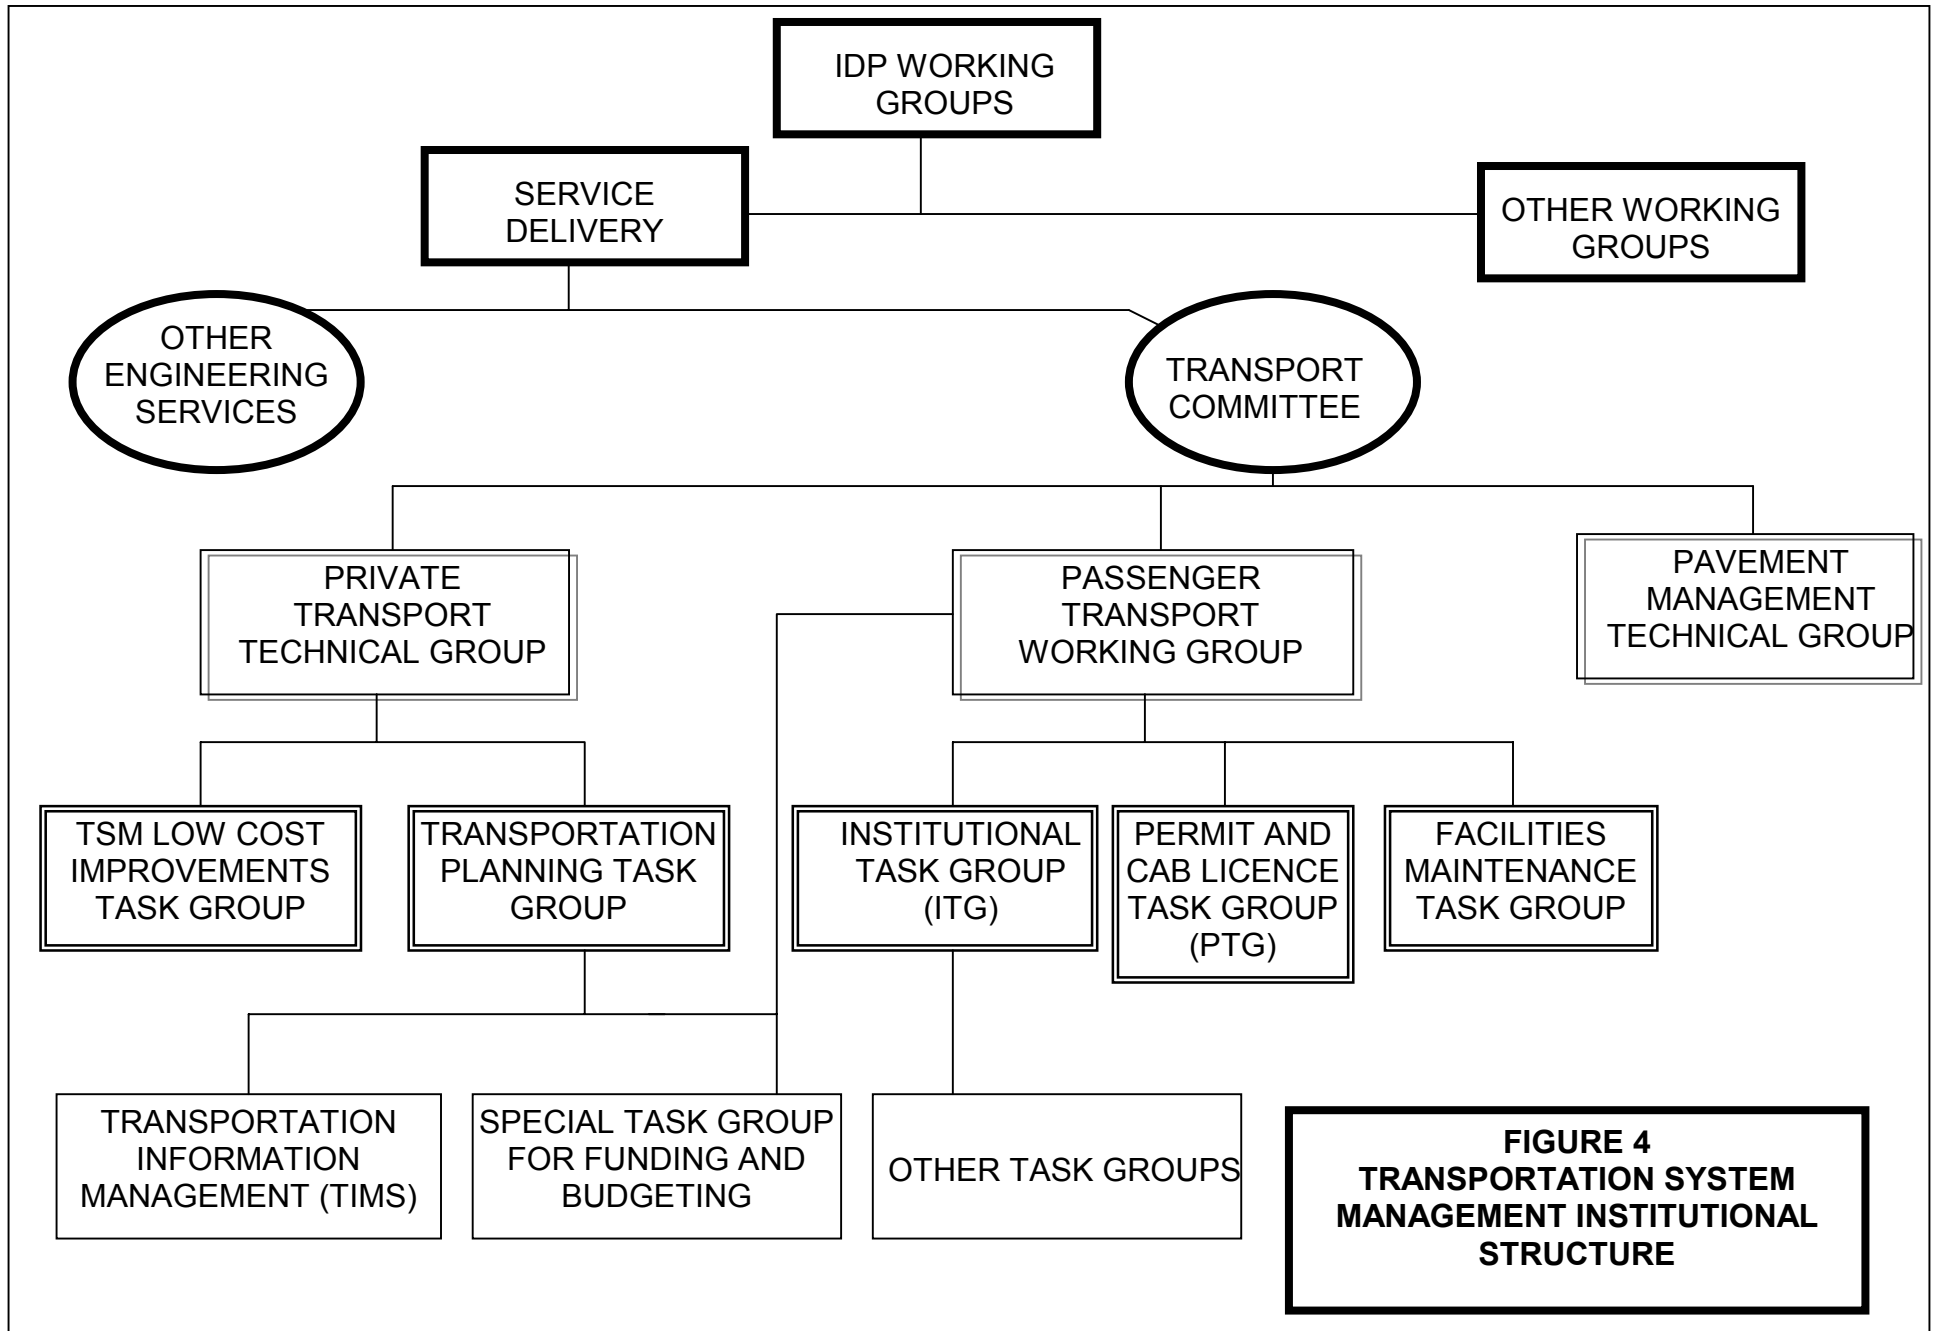 IDP WORKING
GROUPS
SERVICE
DELIVERY
OTHER WORKING
GROUPS
OTHER
ENGINEERING
SERVICES
TRANSPORT
COMMITTEE
PRIVATE
TRANSPORT
TECHNICAL GROUP
PASSENGER
TRANSPORT
WORKING GROUP
PAVEMENT
MANAGEMENT
TECHNICAL GROUP
TSM LOW COST
IMPROVEMENTS
TASK GROUP
TRANSPORTATION
PLANNING TASK
GROUP
INSTITUTIONAL
TASK GROUP
(ITG)
PERMIT AND
CAB LICENCE
TASK GROUP
(PTG)
FACILITIES
MAINTENANCE
TASK GROUP
TRANSPORTATION
INFORMATION
MANAGEMENT (TIMS)
SPECIAL TASK GROUP
FOR FUNDING AND
BUDGETING
OTHER TASK GROUPS
FIGURE 4
TRANSPORTATION SYSTEM
MANAGEMENT INSTITUTIONAL
STRUCTURE